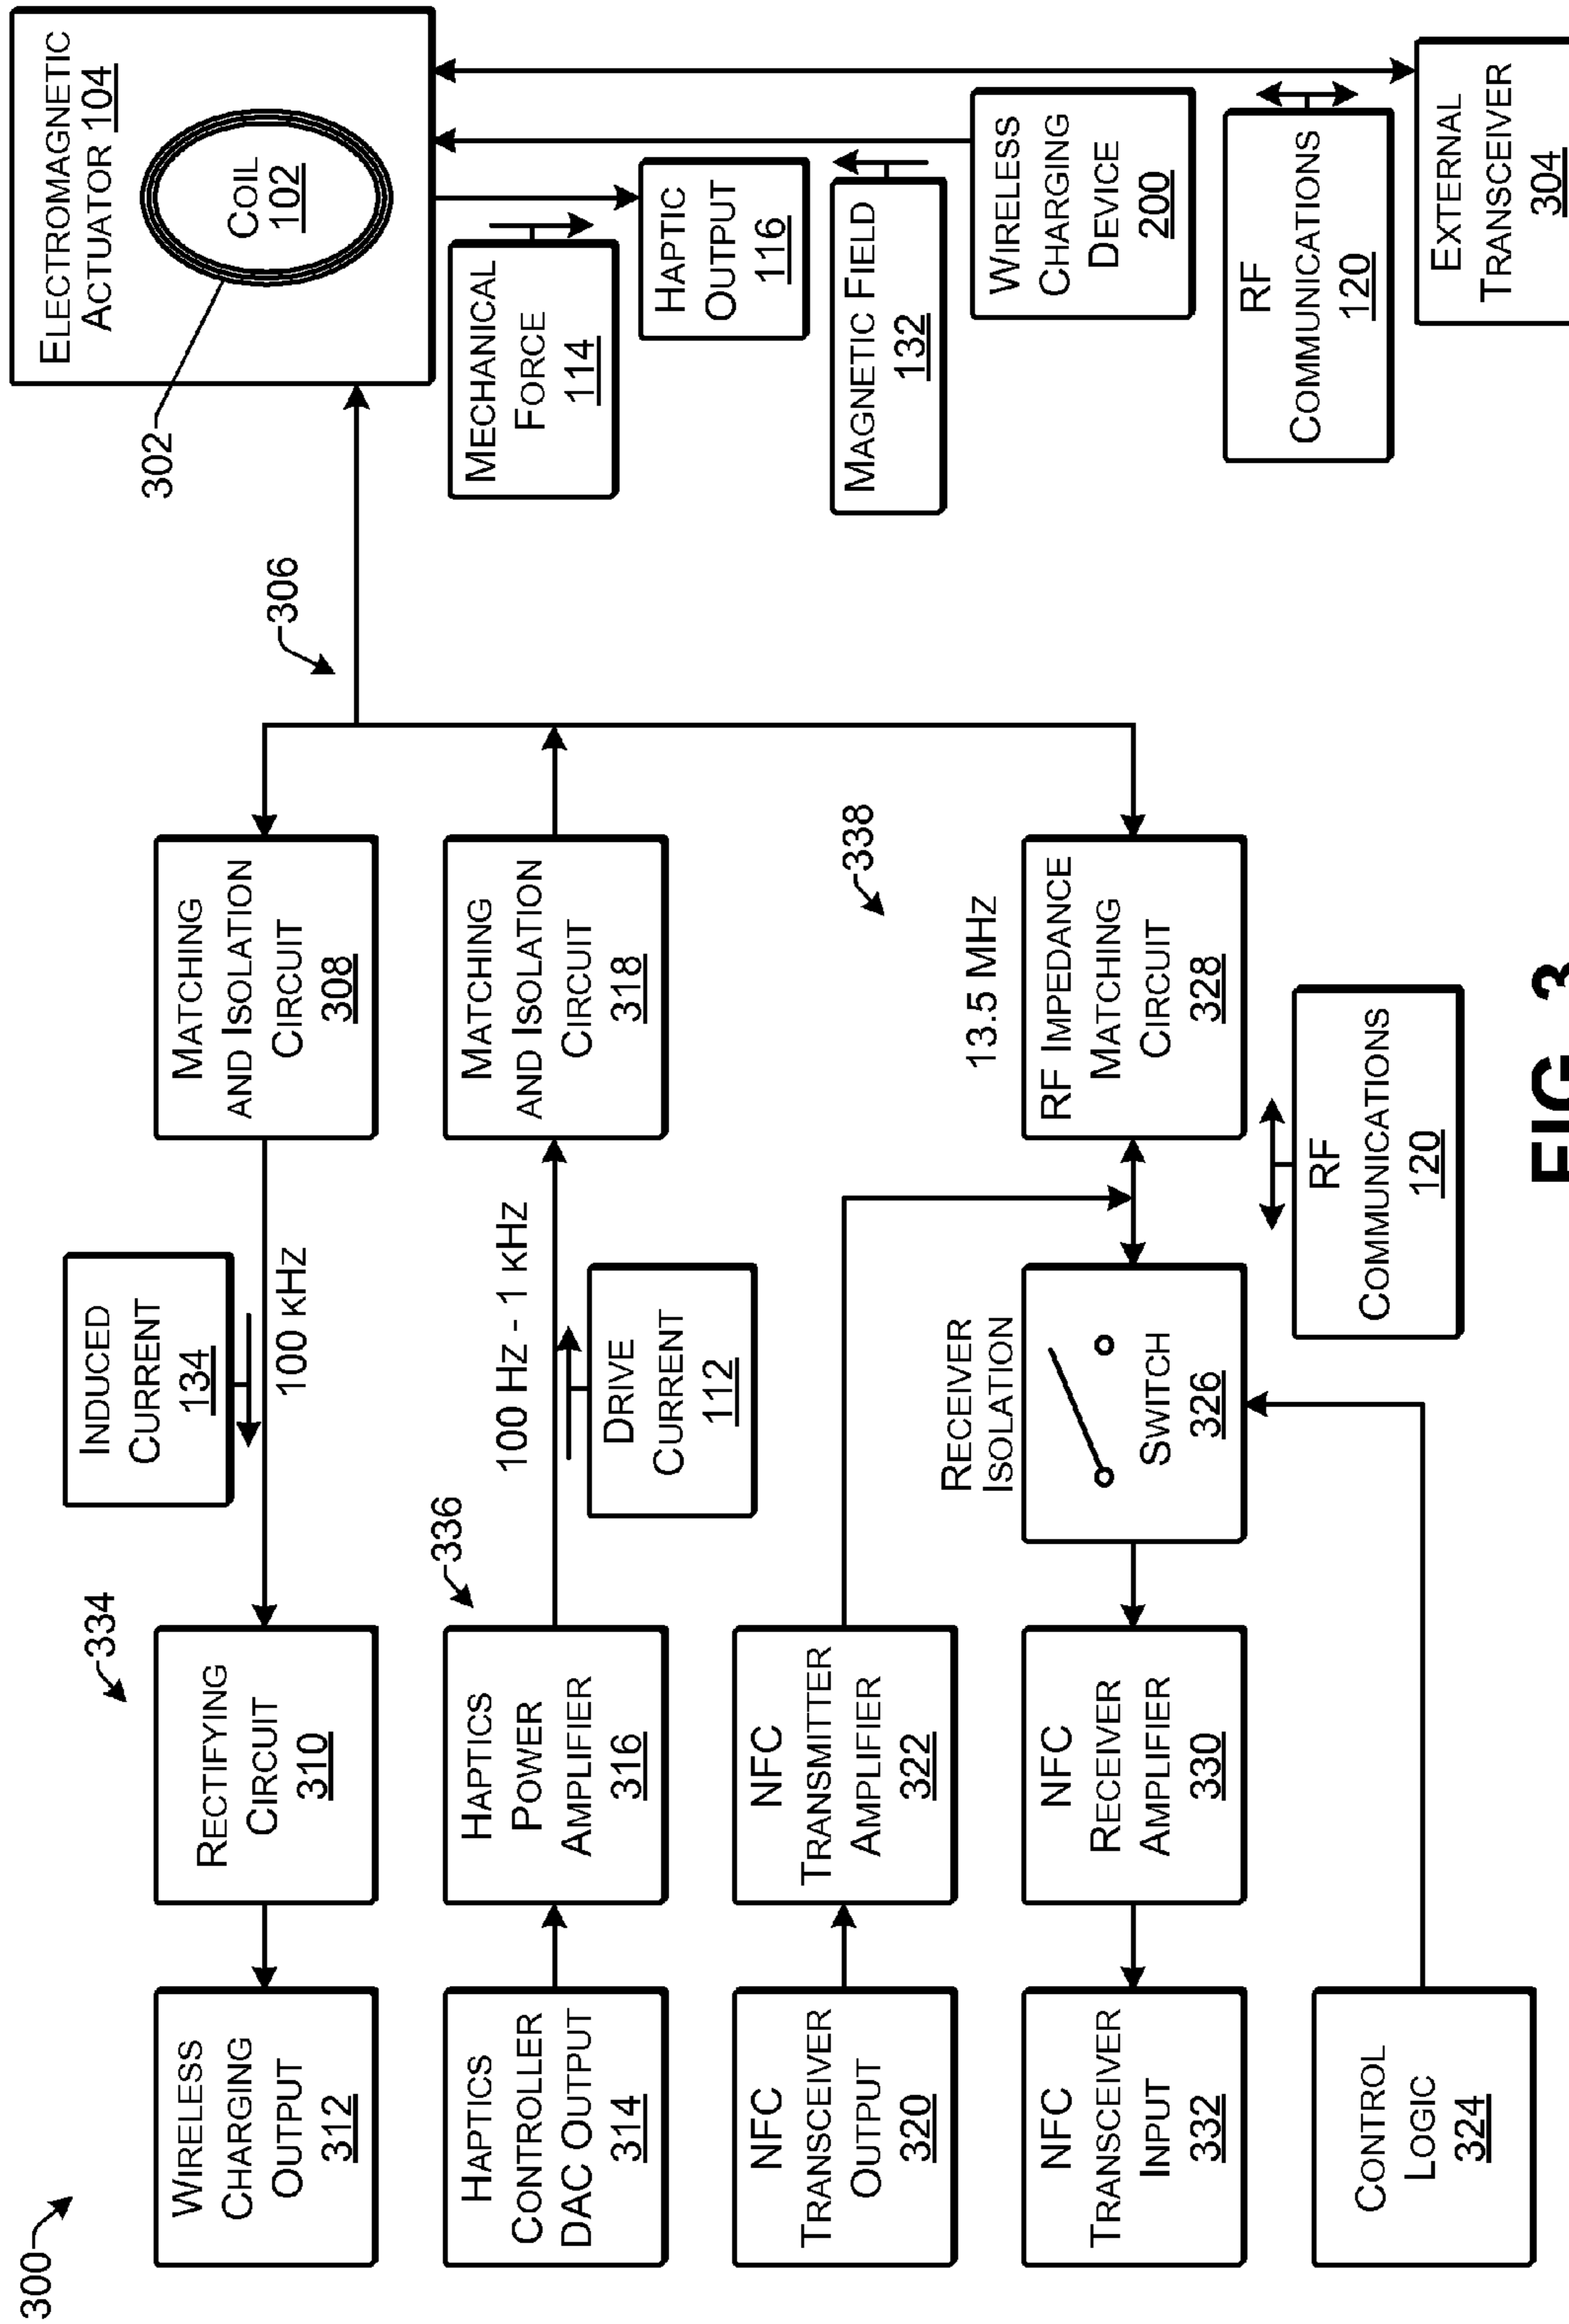 300
334
INDUCED
CURRENT
134
100 KHZ
WIRELESS
CHARGING
OUTPUT
312
RECTIFYING
CIRCUIT
310
MATCHING
AND ISOLATION
CIRCUIT
308
306
302
ELECTROMAGNETIC
ACTUATOR 104
COIL
102
336
HAPTICS
CONTROLLER
DAC OUTPUT
314
HAPTICS
POWER
AMPLIFIER
316
100 Hz - 1 KHZ
DRIVE
CURRENT
112
MATCHING
AND ISOLATION
CIRCUIT
318
MECHANICAL
FORCE
114
HAPTIC
OUTPUT
116
NFC
TRANSCEIVER
OUTPUT
320
NFC
TRANSMITTER
AMPLIFIER
322
338
MAGNETIC FIELD
132
WIRELESS
CHARGING
DEVICE
200
NFC
TRANSCEIVER
INPUT
332
NFC
RECEIVER
AMPLIFIER
330
RECEIVER
ISOLATION
SWITCH
326
13.5 MHz
RF IMPEDANCE
MATCHING
CIRCUIT
328
RF
COMMUNICATIONS
120
CONTROL
LOGIC
324
RF
COMMUNICATIONS
120
EXTERNAL
TRANSCEIVER
304
FIG. 3